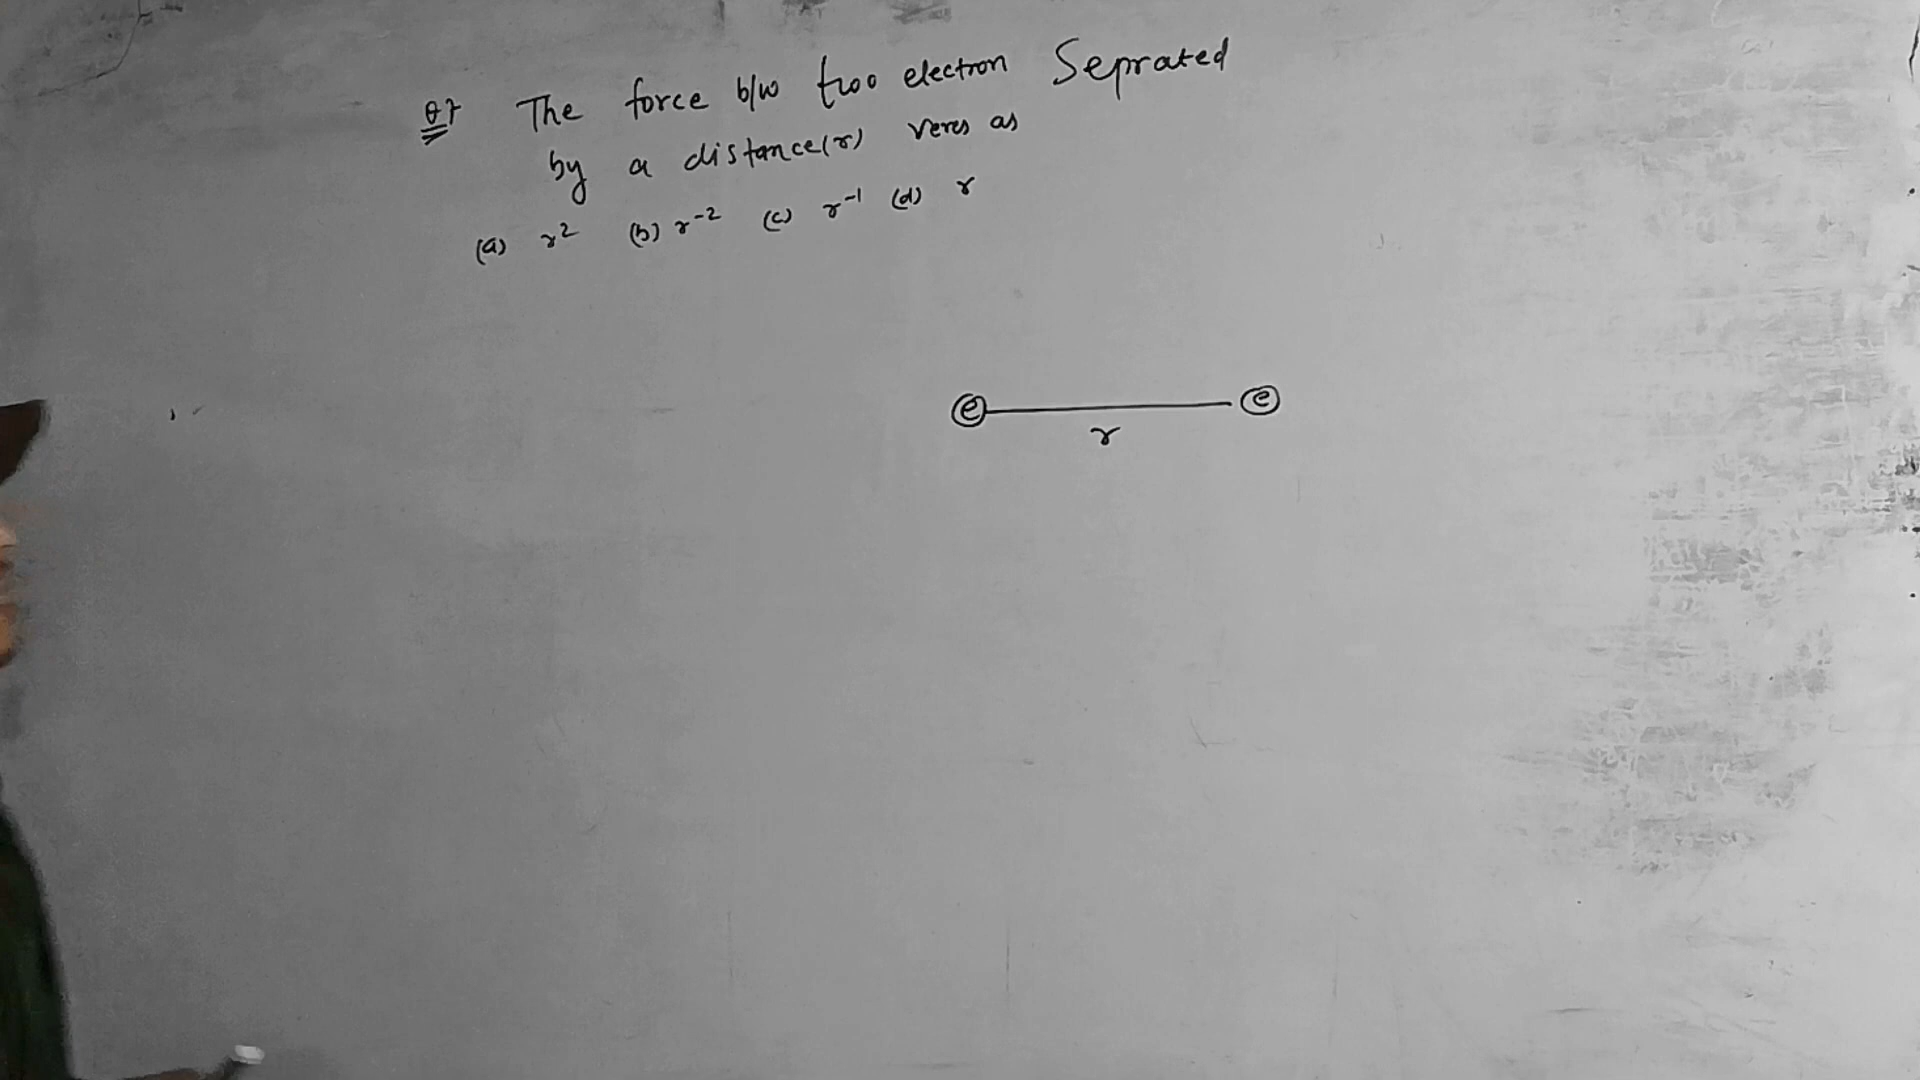 Q7 The force b/w two electron Seprated
by a distance(r) veres as
(a) r² (b) r⁻² (c) r⁻¹ (d) r
e e
r